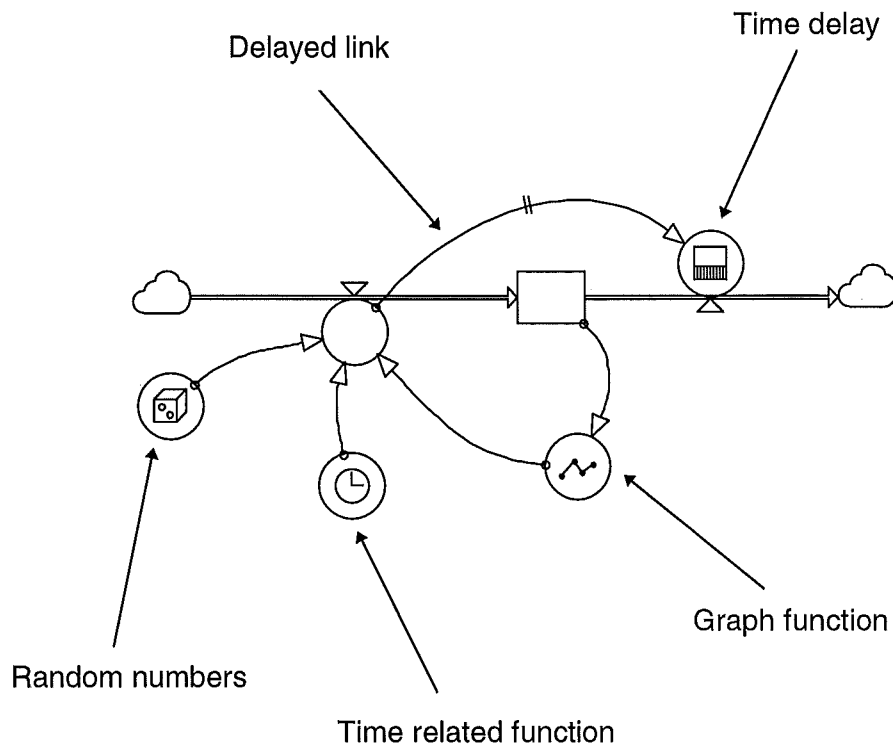 Time delay
Delayed link
Graph function
Random numbers
Time related function